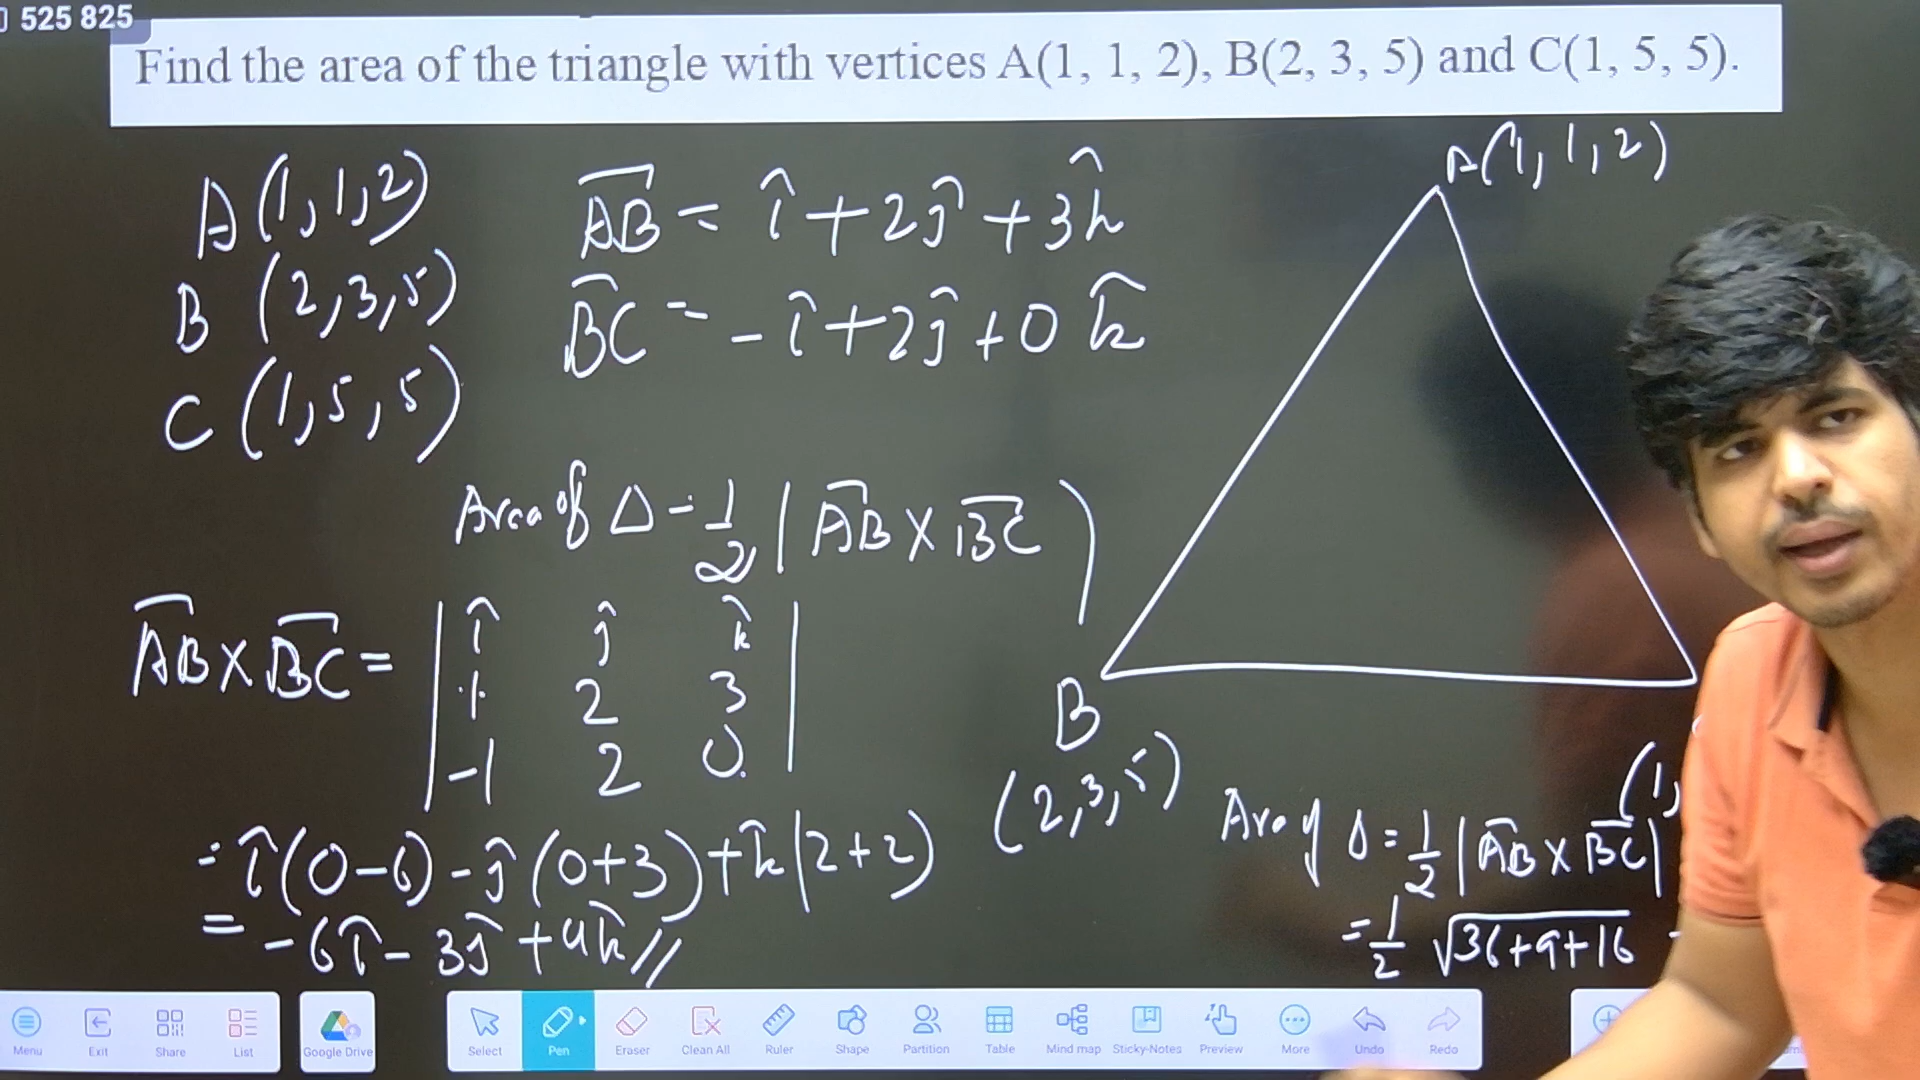 525 825
Find the area of the triangle with vertices A(1, 1, 2), B(2, 3, 5) and C(1, 5, 5).
A(1,1,2)
B (2,3,5)
C (1,5,5)
AB = î+2ĵ+3k̂
BC = -î+2ĵ+0 k̂
A(1,1,2)
Area of Δ = 1/2 |AB×BC|
AB×BC = | î ĵ k̂
1 2 3
-1 2 0 |
= î(0-6)-ĵ(0+3)+k̂(2+2)
= -6î-3ĵ+4k̂//
B
(2,3,5)
(1,
Area of Δ = 1/2 |AB×BC|
= 1/2 √36+9+16
Menu Exit Share List Google Drive Select Pen Eraser Clean All Ruler Shape Partition Table Mind map Sticky-Notes Preview More Undo Redo